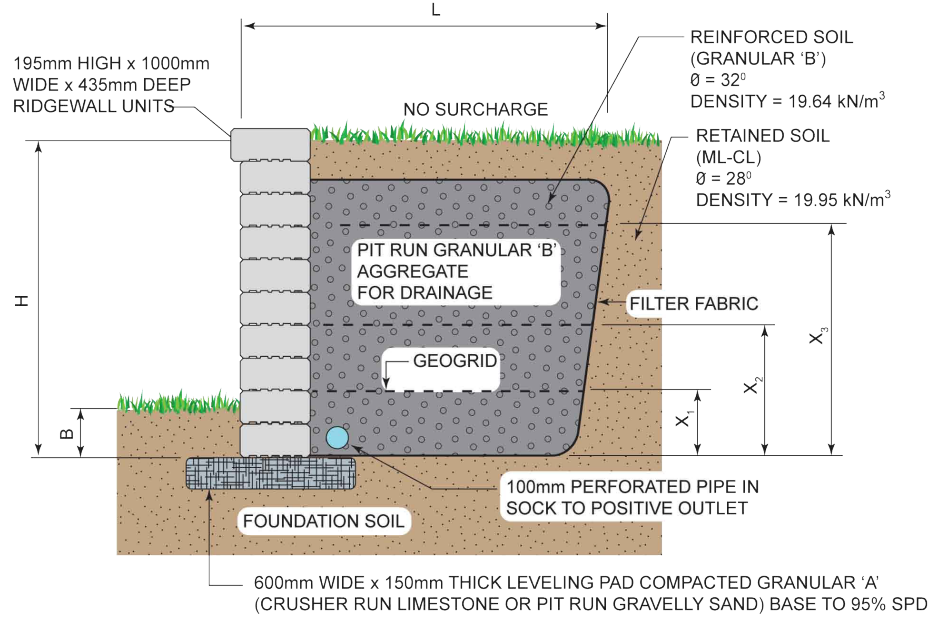 L
195mm HIGH x 1000mm
WIDE x 435mm DEEP
RIDGEWALL UNITS
NO SURCHARGE
REINFORCED SOIL
(GRANULAR ‘B’)
Ø = 32⁰
DENSITY = 19.64 kN/m³
RETAINED SOIL
(ML-CL)
Ø = 28⁰
DENSITY = 19.95 kN/m³
PIT RUN GRANULAR ‘B’
AGGREGATE
FOR DRAINAGE
H
FILTER FABRIC
GEOGRID
X₃
X₂
X₁
B
100mm PERFORATED PIPE IN
SOCK TO POSITIVE OUTLET
FOUNDATION SOIL
600mm WIDE x 150mm THICK LEVELING PAD COMPACTED GRANULAR ‘A’
(CRUSHER RUN LIMESTONE OR PIT RUN GRAVELLY SAND) BASE TO 95% SPD